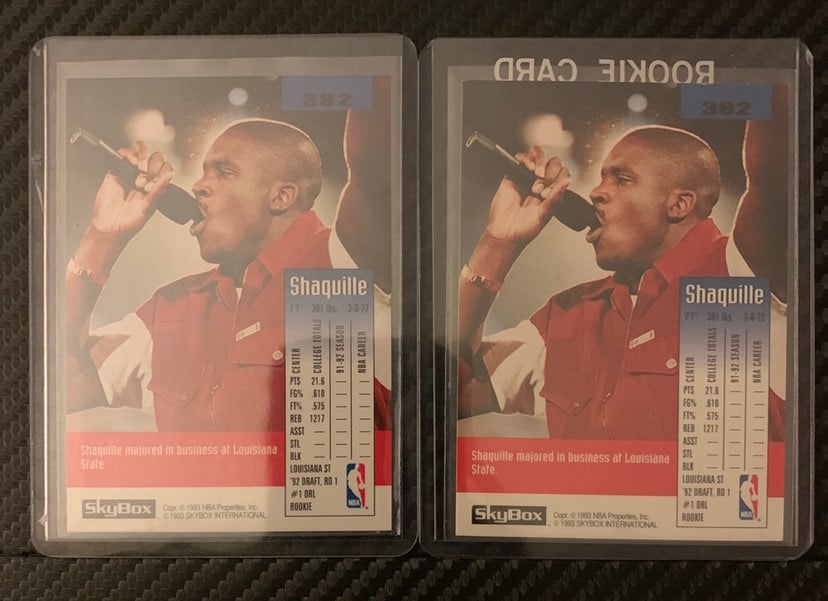 382
Shaquille
7'1" 301 lbs. 3-6-72
CENTER COLLEGE TOTALS 91-92 SEASON NBA CAREER
PTS 21.6 — —
FG% .610 — —
FT% .575 — —
REB 1217 — —
ASST — — —
STL — — —
BLK — — —
Shaquille majored in business at Louisiana
State.
LOUISIANA ST
'92 DRAFT, RD 1
#1 ORL
ROOKIE
NBA
SkyBox
Copr. © 1993 NBA Properties, Inc.
© 1993 SKYBOX INTERNATIONAL
ROOKIE CARD
382
Shaquille
7'1" 301 lbs. 3-6-72
CENTER COLLEGE TOTALS 91-92 SEASON NBA CAREER
PTS 21.6 — —
FG% .610 — —
FT% .575 — —
REB 1217 — —
ASST — — —
STL — — —
BLK — — —
Shaquille majored in business at Louisiana
State.
LOUISIANA ST
'92 DRAFT, RD 1
#1 ORL
ROOKIE
NBA
SkyBox
Copr. © 1993 NBA Properties, Inc.
© 1993 SKYBOX INTERNATIONAL